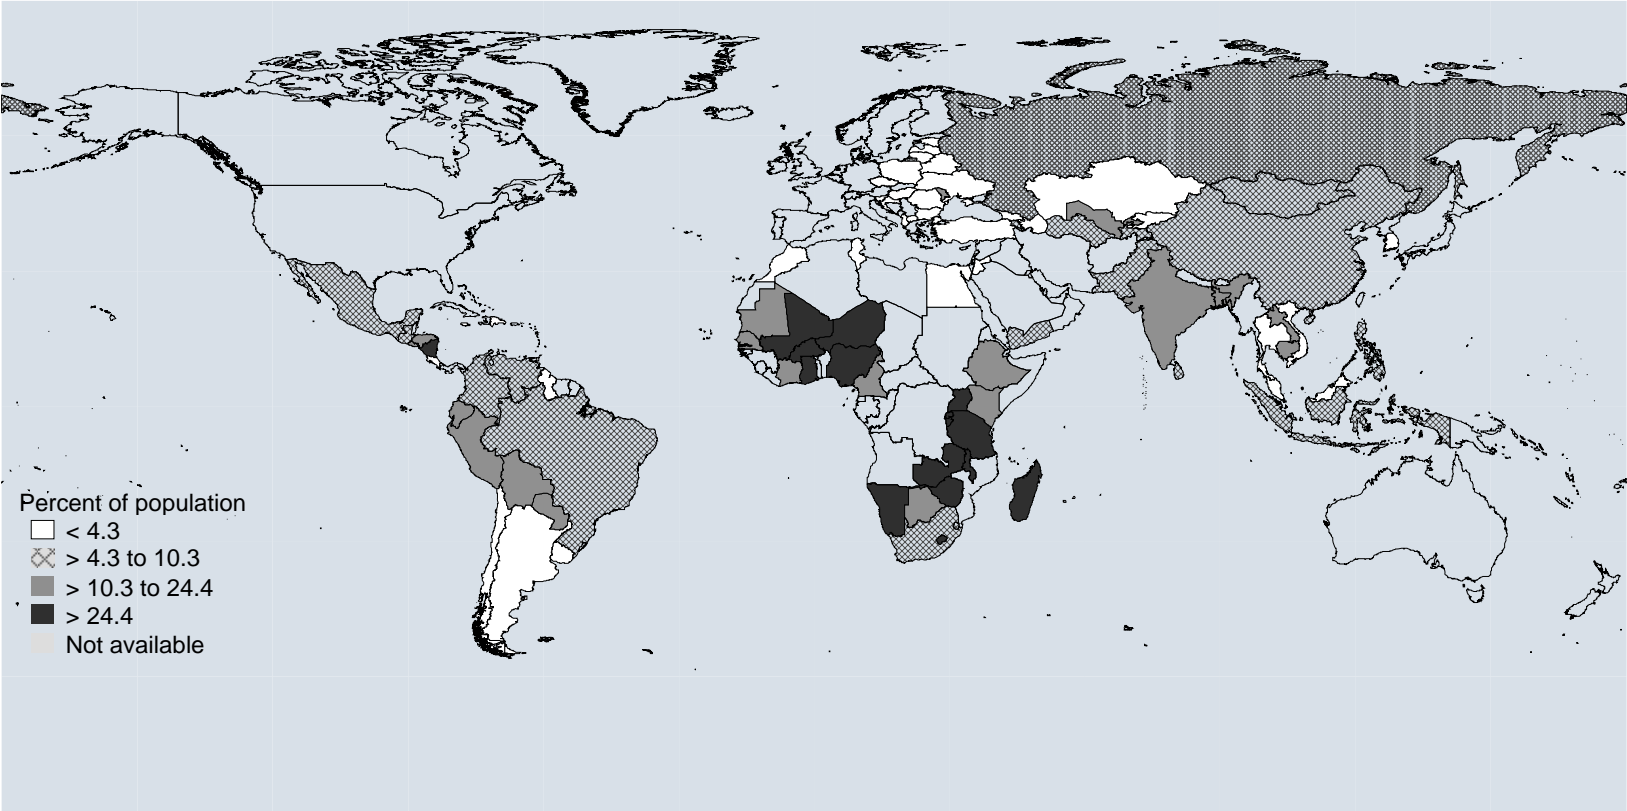 Percent of population
< 4.3
> 4.3 to 10.3
> 10.3 to 24.4
> 24.4
Not available